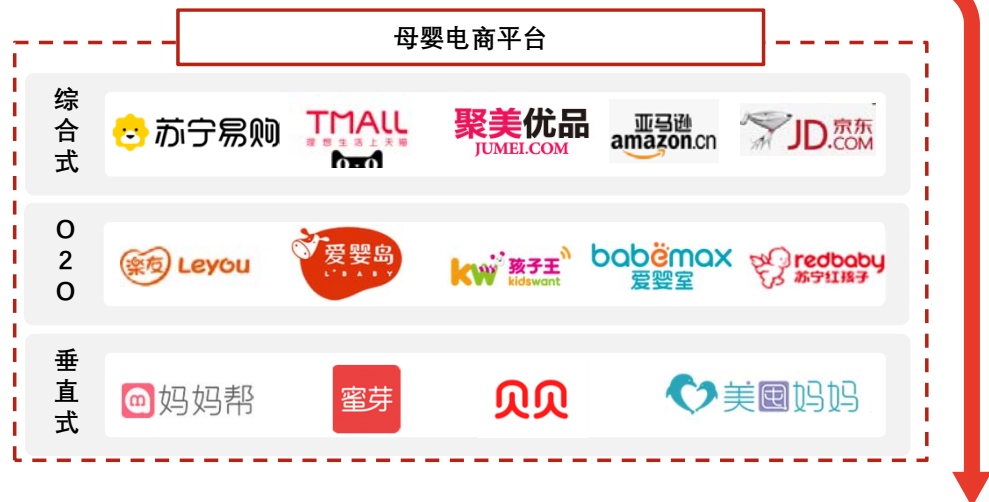 母婴电商平台
综合式
苏宁易购
TMALL
理想生活上天猫
聚美优品
JUMEI.COM
亚马逊
amazon.cn
JD.京东
.COM
O2O
樂友 Leyou
爱婴岛
L'BABY
kw 孩子王
kidswant
babemax
爱婴室
redbaby
苏宁红孩子
垂直式
m 妈妈帮
蜜芽
贝贝
美囤妈妈